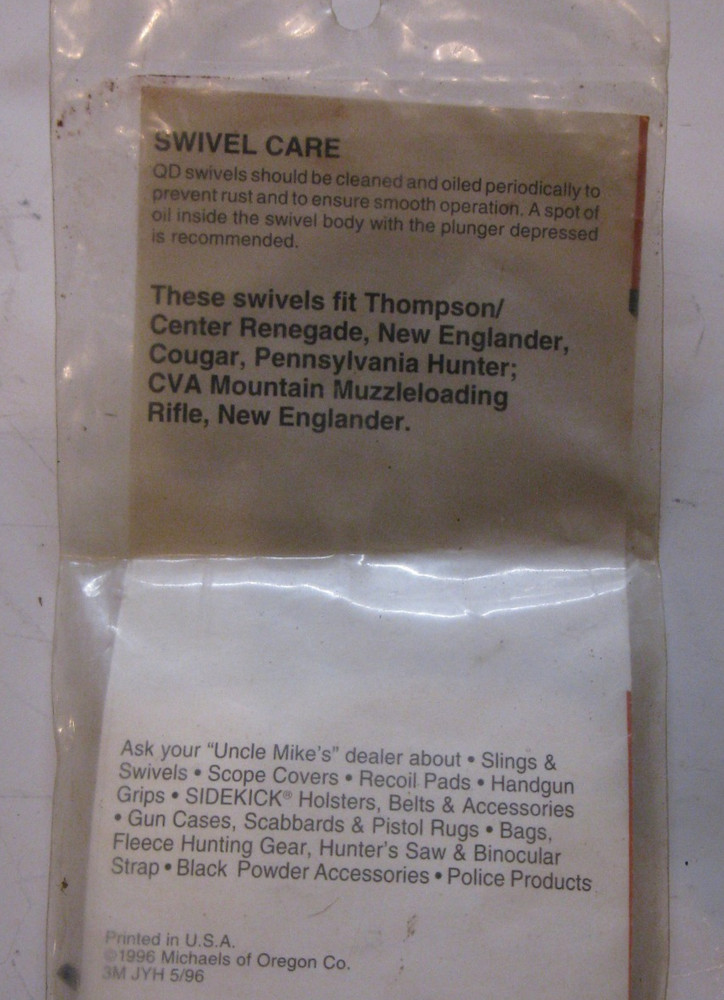 SWIVEL CARE
QD swivels should be cleaned and oiled periodically to
prevent rust and to ensure smooth operation. A spot of
oil inside the swivel body with the plunger depressed
is recommended.
These swivels fit Thompson/
Center Renegade, New Englander,
Cougar, Pennsylvania Hunter;
CVA Mountain Muzzleloading
Rifle, New Englander.
Ask your “Uncle Mike’s” dealer about • Slings &
Swivels • Scope Covers • Recoil Pads • Handgun
Grips • SIDEKICK® Holsters, Belts & Accessories
• Gun Cases, Scabbards & Pistol Rugs • Bags,
Fleece Hunting Gear, Hunter’s Saw & Binocular
Strap • Black Powder Accessories • Police Products
Printed in U.S.A.
©1996 Michaels of Oregon Co.
3M JYH 5/96